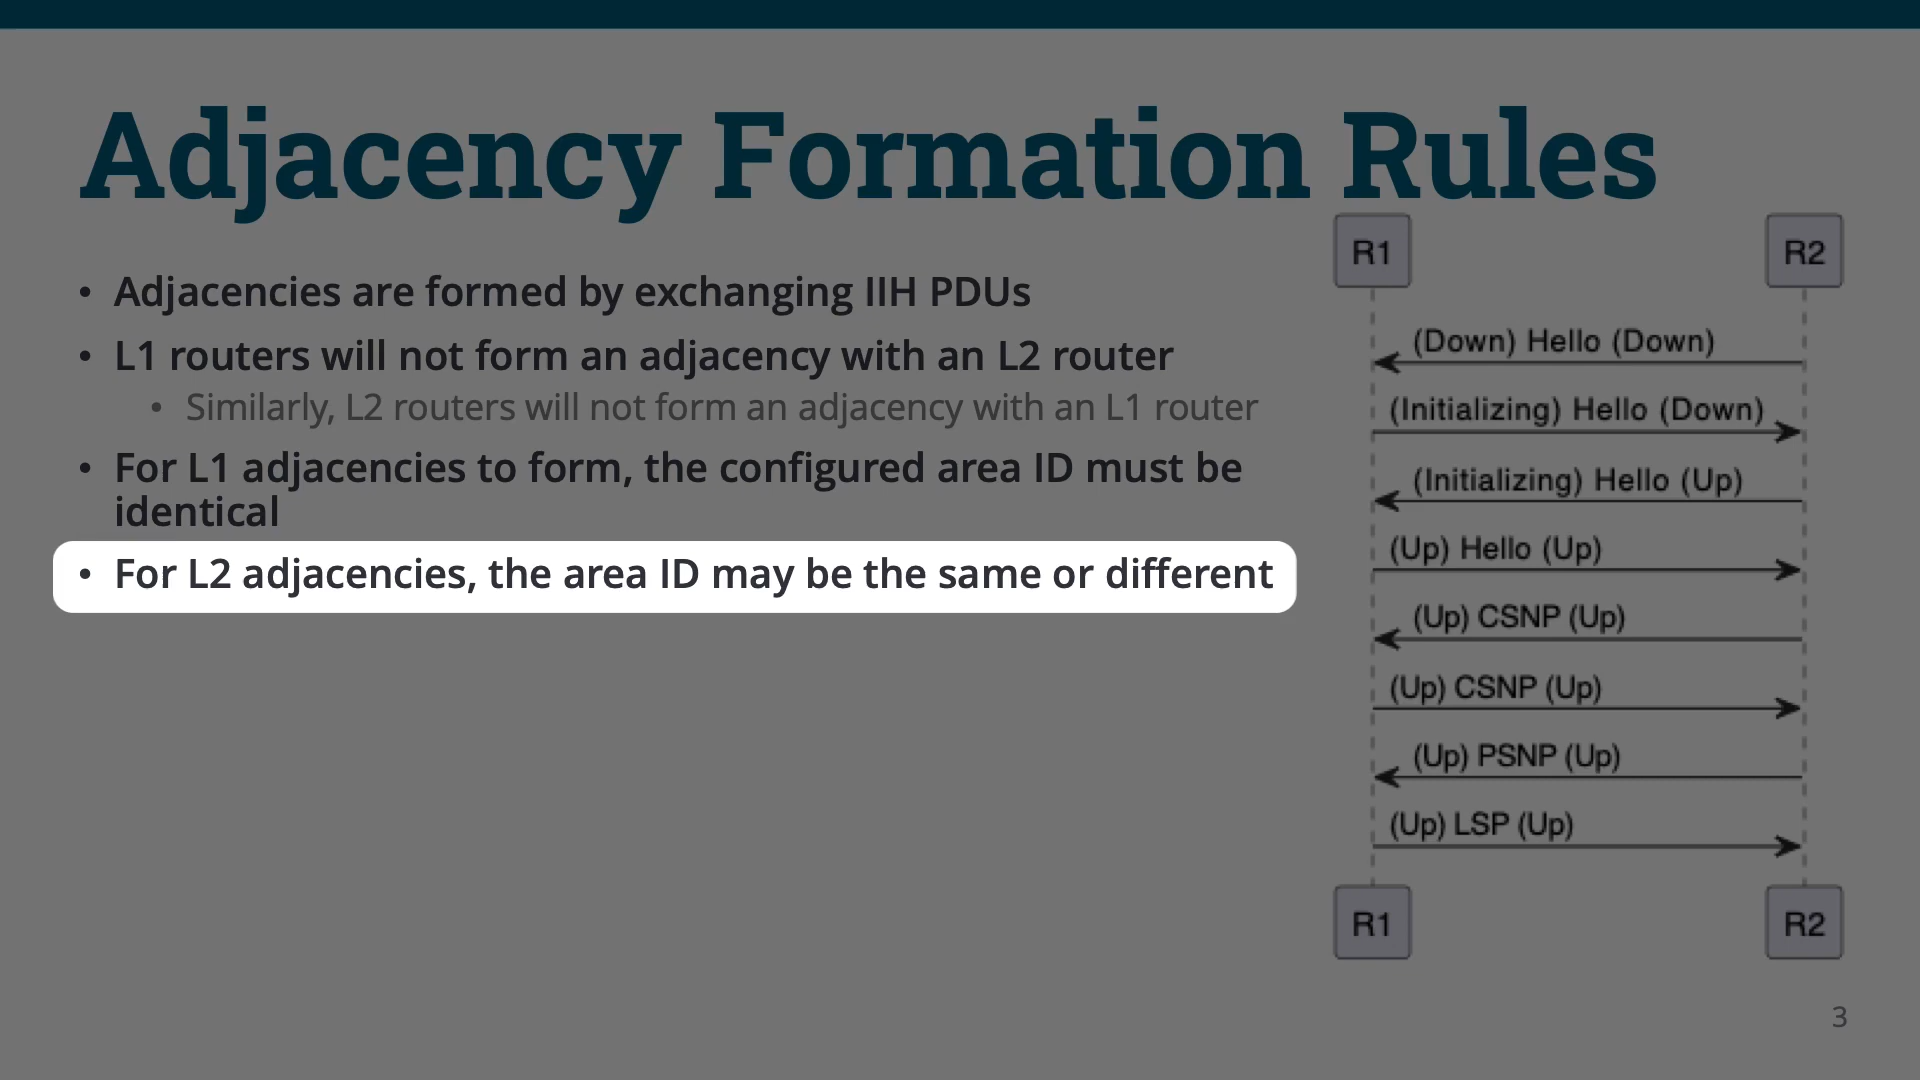 Adjacency Formation Rules
• Adjacencies are formed by exchanging IIH PDUs
• L1 routers will not form an adjacency with an L2 router
• Similarly, L2 routers will not form an adjacency with an L1 router
• For L1 adjacencies to form, the configured area ID must be
identical
• For L2 adjacencies, the area ID may be the same or different
R1
R2
(Down) Hello (Down)
(Initializing) Hello (Down)
(Initializing) Hello (Up)
(Up) Hello (Up)
(Up) CSNP (Up)
(Up) CSNP (Up)
(Up) PSNP (Up)
(Up) LSP (Up)
R1
R2
3